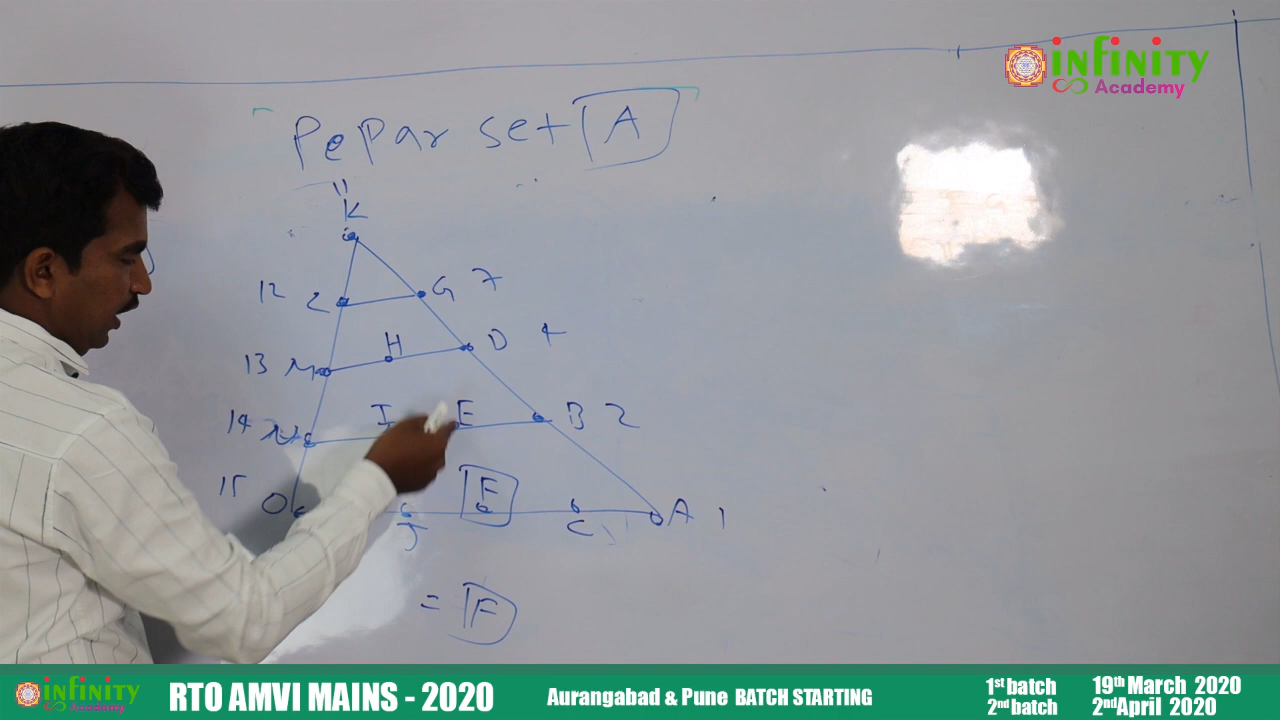 infinity
Academy
Pepar set A
11
K
12 L G 7
13 M H D 4
14 N I E B 2
15 O J F C A 1
= F
infinity
Academy
RTO AMVI MAINS - 2020
Aurangabad & Pune BATCH STARTING
1st batch 19th March 2020
2nd batch 2nd April 2020